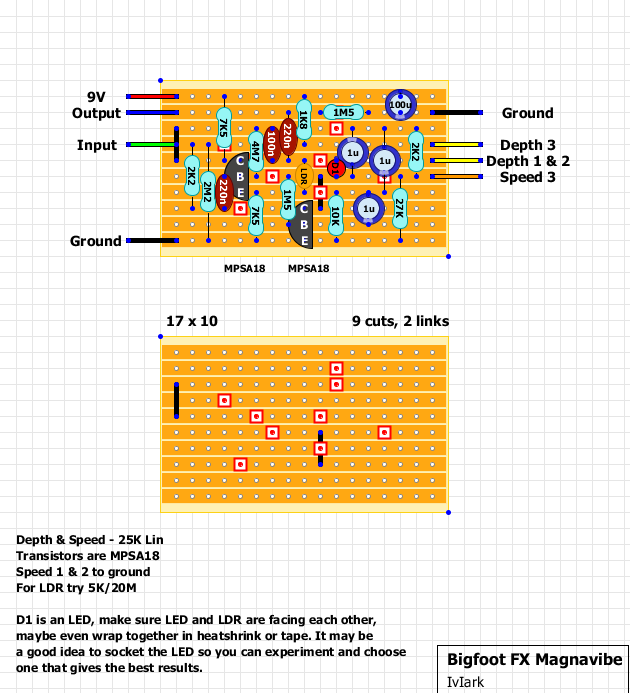 9V
Output
Input
Ground
Ground
Depth 3
Depth 1 & 2
Speed 3
7K5
4M7
100n
220n
1K8
1M5
100u
1u
1u
2K2
2K2
2M2
220n
C
B
E
7K5
1M5
LDR
D1
C
B
E
10K
1u
27K
MPSA18
MPSA18
17 x 10
9 cuts, 2 links
Depth & Speed - 25K Lin
Transistors are MPSA18
Speed 1 & 2 to ground
For LDR try 5K/20M
D1 is an LED, make sure LED and LDR are facing each other,
maybe even wrap together in heatshrink or tape. It may be
a good idea to socket the LED so you can experiment and choose
one that gives the best results.
Bigfoot FX Magnavibe
IvIark